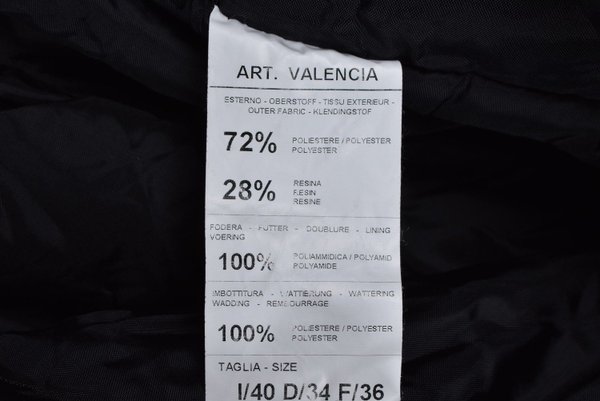 ART. VALENCIA
ESTERNO - OBERSTOFF - TISSU EXTERIEUR -
OUTER FABRIC - KLENDINGSTOF
72% POLIESTERE / POLYESTER
POLYESTER
28% RESINA
RESIN
RESINE
FODERA - FUTTER - DOUBLURE - LINING
VOERING
100% POLIAMMIDICA / POLYAMID
POLYAMIDE
IMBOTTITURA - WATTIERUNG - WATTERING
WADDING - REMBOURRAGE
100% POLIESTERE / POLYESTER
POLYESTER
TAGLIA - SIZE
I/40 D/34 F/36